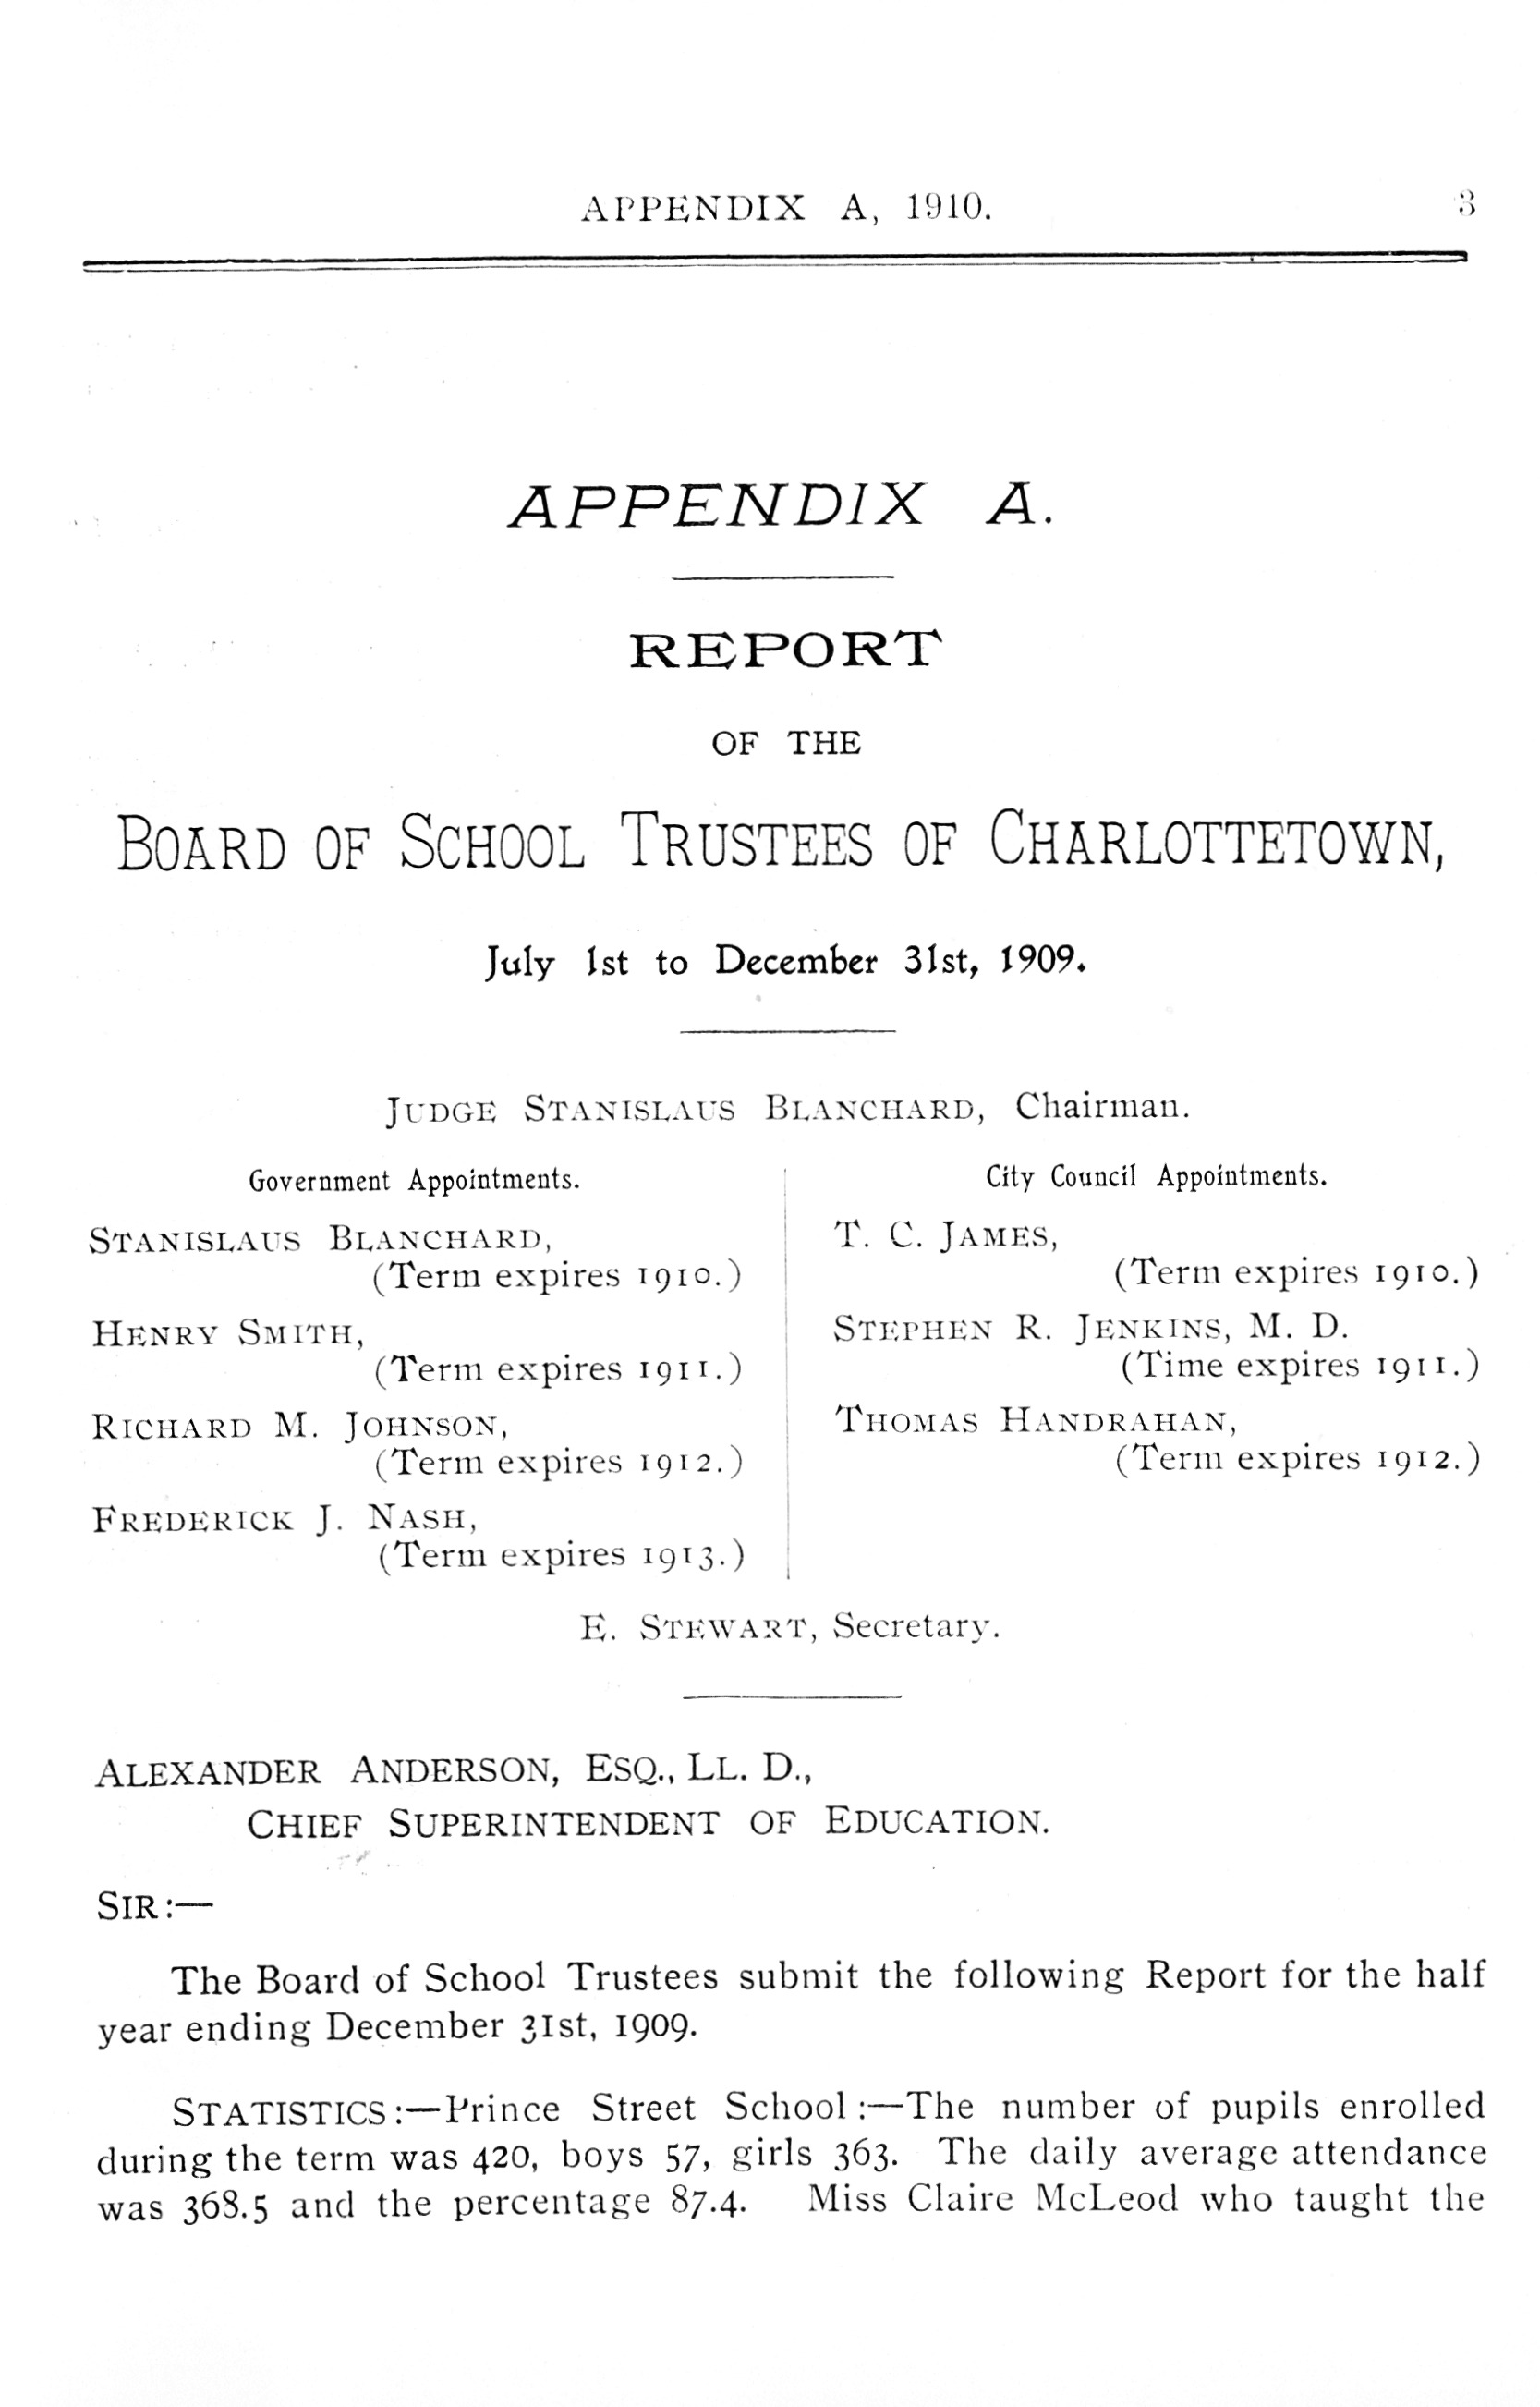 APPENDIX A, 1910.
3
APPENDIX A.
REPORT
OF THE
BOARD OF SCHOOL TRUSTEES OF CHARLOTTETOWN,
July 1st to December 31st, 1909.
JUDGE STANISLAUS BLANCHARD, Chairman.
Government Appointments.
STANISLAUS BLANCHARD,
(Term expires 1910.)
HENRY SMITH,
(Term expires 1911.)
RICHARD M. JOHNSON,
(Term expires 1912.)
FREDERICK J. NASH,
(Term expires 1913.)
City Council Appointments.
T. C. JAMES,
(Term expires 1910.)
STEPHEN R. JENKINS, M. D.
(Time expires 1911.)
THOMAS HANDRAHAN,
(Term expires 1912.)
E. STEWART, Secretary.
ALEXANDER ANDERSON, ESQ., LL. D.,
CHIEF SUPERINTENDENT OF EDUCATION.
SIR:—
The Board of School Trustees submit the following Report for the half
year ending December 31st, 1909.
STATISTICS:—Prince Street School:—The number of pupils enrolled
during the term was 420, boys 57, girls 363. The daily average attendance
was 368.5 and the percentage 87.4. Miss Claire McLeod who taught the